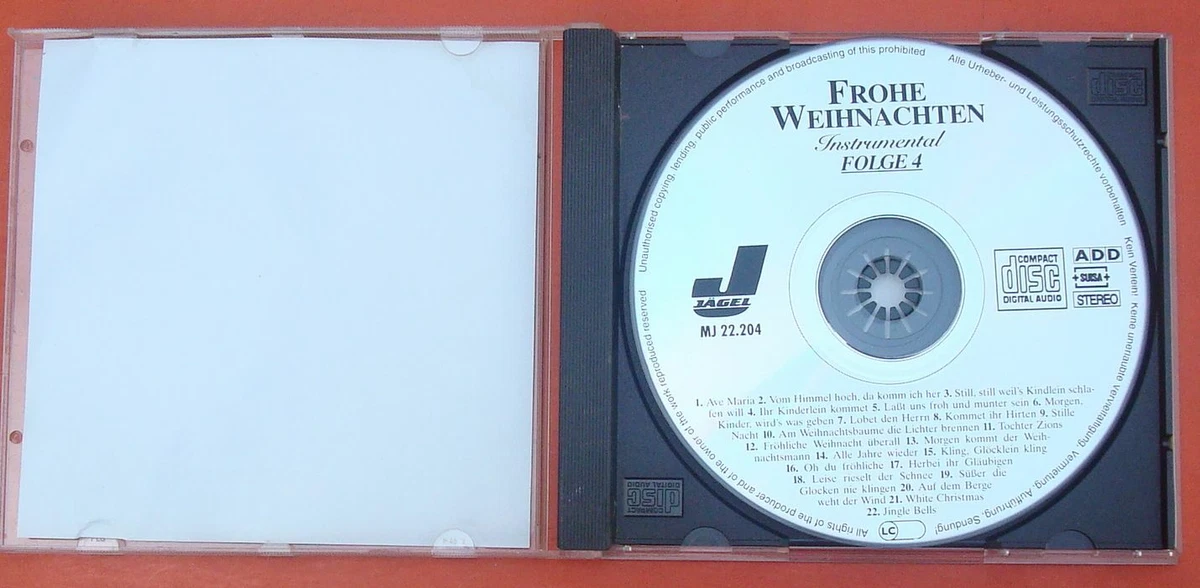 FROHE
WEIHNACHTEN
Instrumental
FOLGE 4
J
JÄGEL
MJ 22.204
COMPACT
disc
DIGITAL AUDIO
ADD
SUISA
STEREO
1. Ave Maria 2. Vom Himmel hoch, da komm ich her 3. Still, still weil's Kindlein schla-
fen will 4. Ihr Kinderlein kommet 5. Laßt uns froh und munter sein 6. Morgen,
Kinder, wird's was geben 7. Lobet den Herrn 8. Kommet ihr Hirten 9. Stille
Nacht 10. Am Weihnachtsbaume die Lichter brennen 11. Tochter Zions
12. Fröhliche Weihnacht überall 13. Morgen kommt der Weih-
nachtsmann 14. Alle Jahre wieder 15. Kling, Glöcklein kling
16. Oh du fröhliche 17. Herbei ihr Gläubigen
18. Leise rieselt der Schnee 19. Süßer die
Glocken nie klingen 20. Auf dem Berge
weht der Wind 21. White Christmas
22. Jingle Bells
LC
All rights of the producer and of the owner of the work reproduced reserved
Unauthorised copying, lending, public performance and broadcasting of this prohibited
Alle Urheber- und Leistungsschutzrechte vorbehalten
Kein Verleih! Keine unerlaubte Vervielfältigung, Vermietung, Aufführung, Sendung!
disc
COMPACT
disc
DIGITAL AUDIO